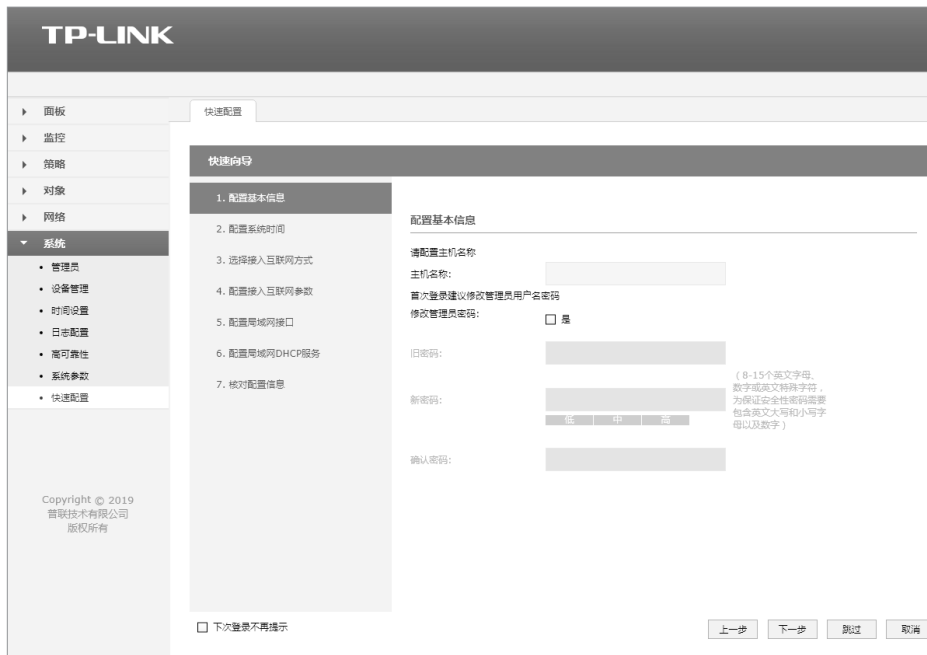 TP-LINK
面板
监控
策略
对象
网络
系统
管理员
设备管理
时间设置
日志配置
高可靠性
系统参数
快速配置
Copyright © 2019
普联技术有限公司
版权所有
快速配置
快速向导
1. 配置基本信息
2. 配置系统时间
3. 选择接入互联网方式
4. 配置接入互联网参数
5. 配置局域网接口
6. 配置局域网DHCP服务
7. 核对配置信息
配置基本信息
请配置主机名称
主机名称:
首次登录建议修改管理员用户名密码
修改管理员密码: 是
旧密码:
新密码:
低 中 高
(8-15个英文字母、
数字或英文特殊字符，
为保证安全性密码需要
包含英文大写和小写字
母以及数字)
确认密码:
下次登录不再提示
上一步 下一步 跳过 取消